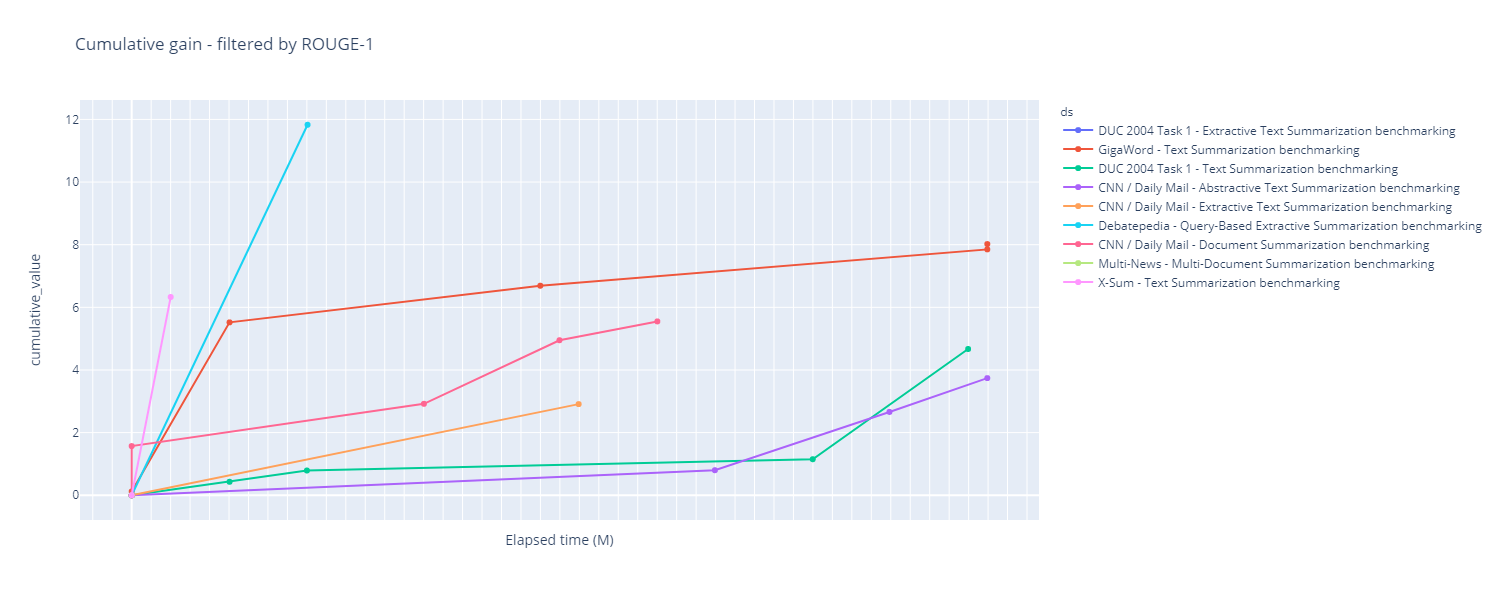 Cumulative gain - filtered by ROUGE-1
12
10
8
6
4
2
0
cumulative_value
Elapsed time (M)
ds
DUC 2004 Task 1 - Extractive Text Summarization benchmarking
GigaWord - Text Summarization benchmarking
DUC 2004 Task 1 - Text Summarization benchmarking
CNN / Daily Mail - Abstractive Text Summarization benchmarking
CNN / Daily Mail - Extractive Text Summarization benchmarking
Debatepedia - Query-Based Extractive Summarization benchmarking
CNN / Daily Mail - Document Summarization benchmarking
Multi-News - Multi-Document Summarization benchmarking
X-Sum - Text Summarization benchmarking